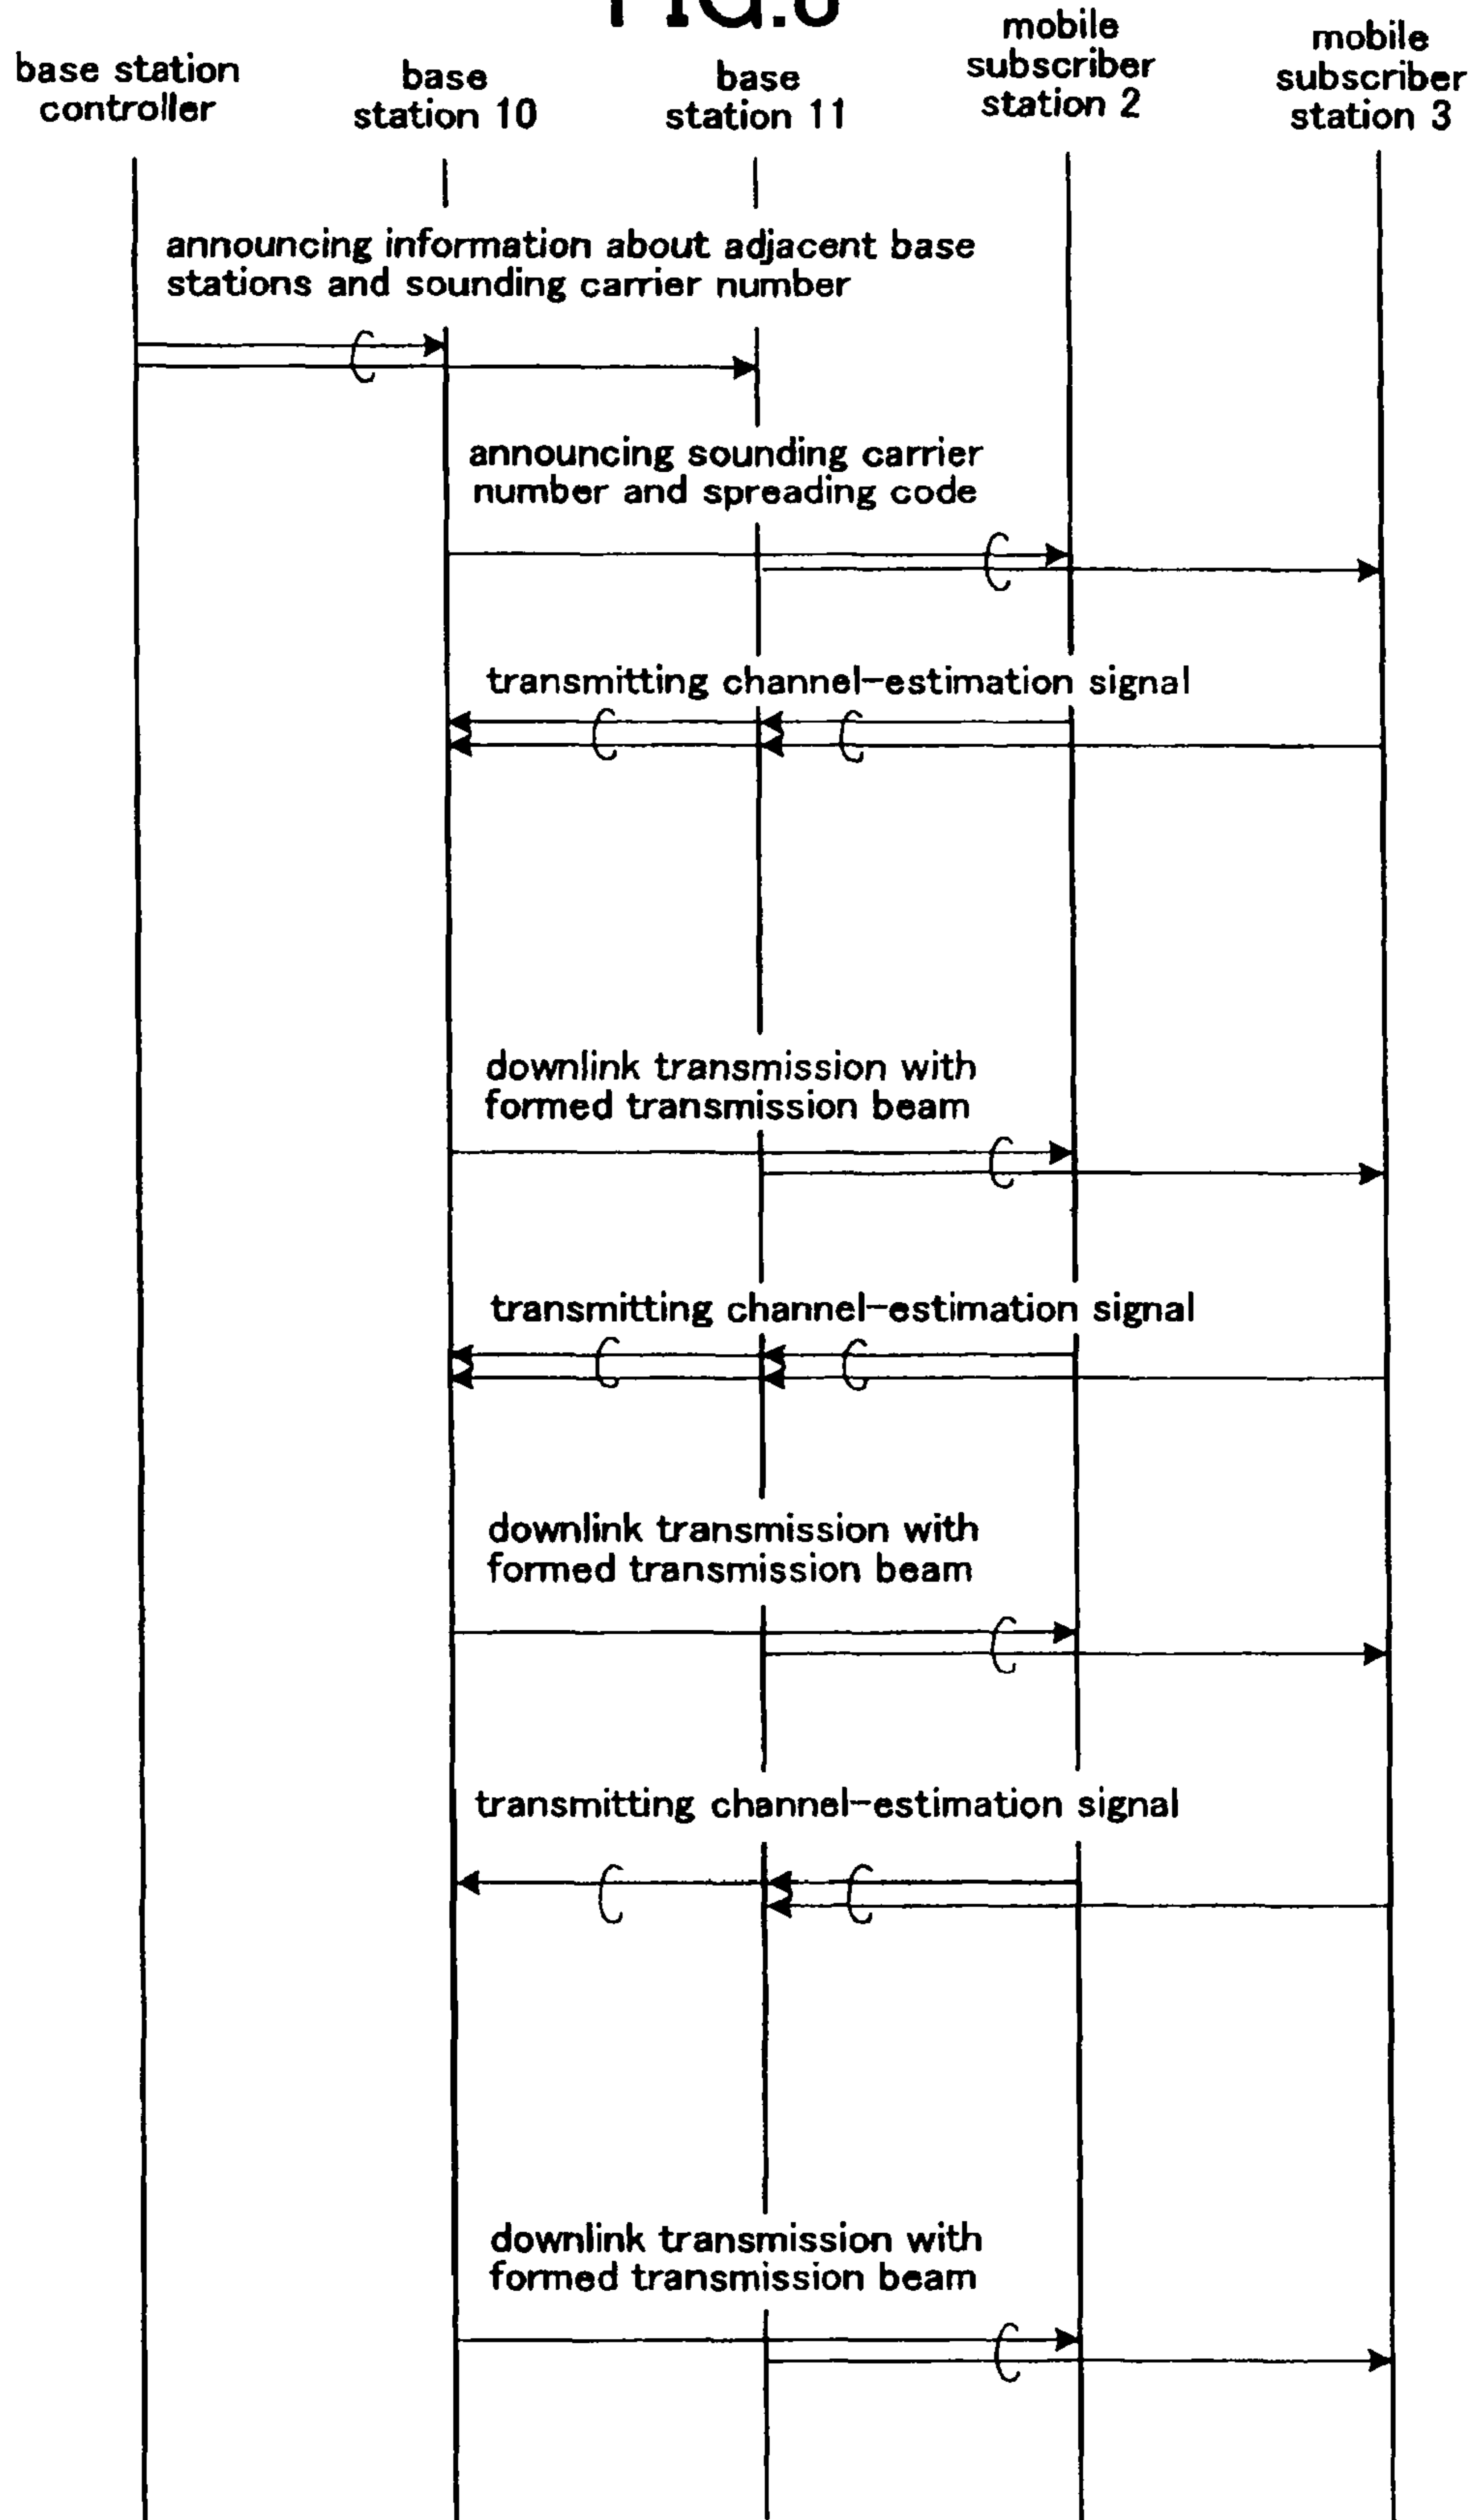 base station
controller
base
station 10
base
station 11
mobile
subscriber
station 2
mobile
subscriber
station 3
announcing information about adjacent base
stations and sounding carrier number
announcing sounding carrier
number and spreading code
transmitting channel-estimation signal
downlink transmission with
formed transmission beam
transmitting channel-estimation signal
downlink transmission with
formed transmission beam
transmitting channel-estimation signal
downlink transmission with
formed transmission beam